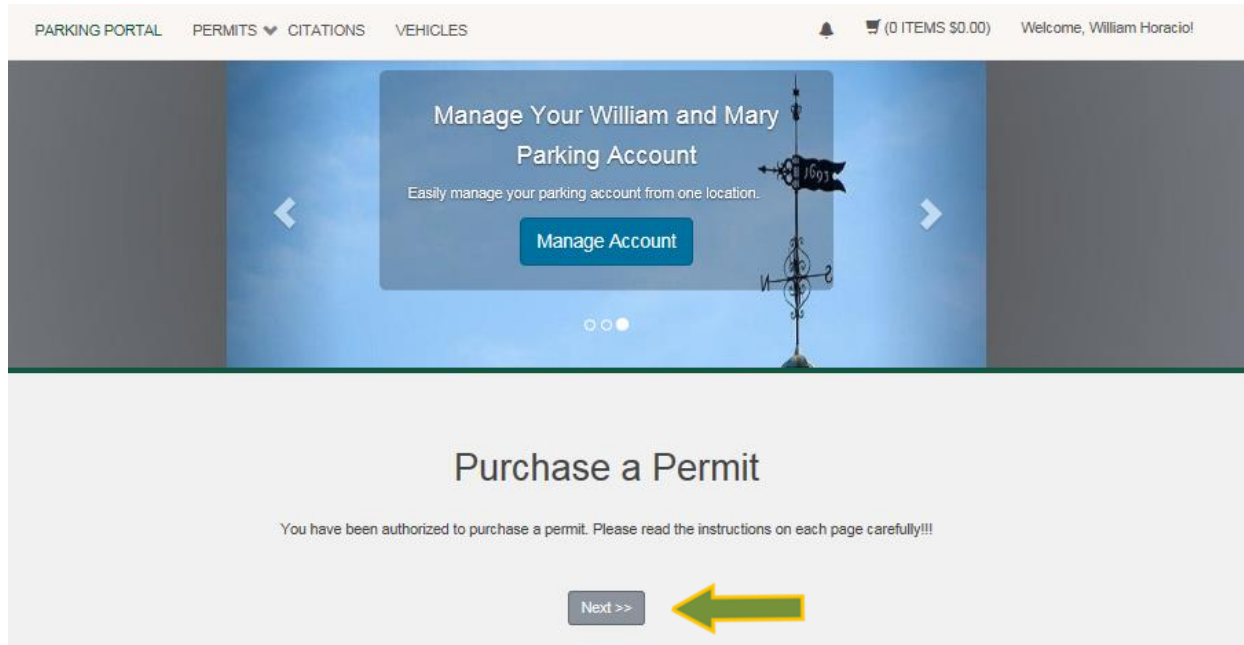 PARKING PORTAL PERMITS CITATIONS VEHICLES (0 ITEMS $0.00) Welcome, William Horacio!
Manage Your William and Mary
Parking Account
1693
Easily manage your parking account from one location.
Manage Account
N S
Purchase a Permit
You have been authorized to purchase a permit. Please read the instructions on each page carefully!!!
Next >>